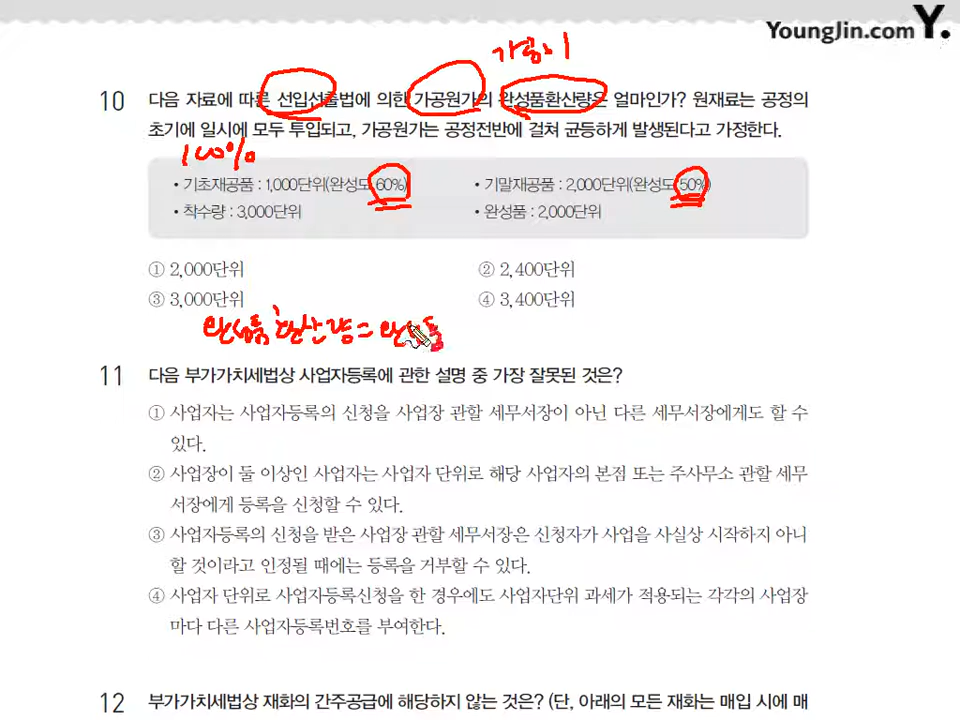 YoungJin.com Y.
가공비
10 다음 자료에 따른 선입선출법에 의한 가공원가의 완성품환산량은 얼마인가? 원재료는 공정의
초기에 일시에 모두 투입되고, 가공원가는 공정전반에 걸쳐 균등하게 발생된다고 가정한다.
100%
• 기초재공품 : 1,000단위(완성도 60%) • 기말재공품 : 2,000단위(완성도 50%)
• 착수량 : 3,000단위 • 완성품 : 2,000단위
① 2,000단위 ② 2,400단위
③ 3,000단위 ④ 3,400단위
완성품 환산량 = 완성품
11 다음 부가가치세법상 사업자등록에 관한 설명 중 가장 잘못된 것은?
① 사업자는 사업자등록의 신청을 사업장 관할 세무서장이 아닌 다른 세무서장에게도 할 수
있다.
② 사업장이 둘 이상인 사업자는 사업자 단위로 해당 사업자의 본점 또는 주사무소 관할 세무
서장에게 등록을 신청할 수 있다.
③ 사업자등록의 신청을 받은 사업장 관할 세무서장은 신청자가 사업을 사실상 시작하지 아니
할 것이라고 인정될 때에는 등록을 거부할 수 있다.
④ 사업자 단위로 사업자등록신청을 한 경우에도 사업자단위 과세가 적용되는 각각의 사업장
마다 다른 사업자등록번호를 부여한다.
12 부가가치세법상 재화의 간주공급에 해당하지 않는 것은? (단, 아래의 모든 재화는 매입 시에 매